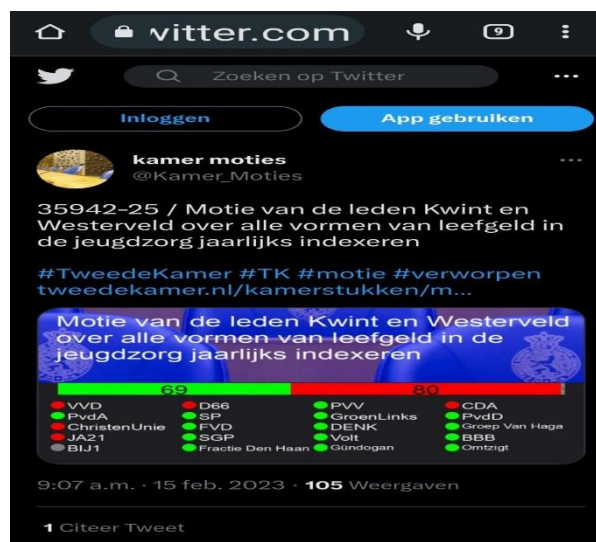 vitter.com 9
Zoeken op Twitter
Inloggen App gebruiken
kamer moties
@Kamer_Moties
35942-25 / Motie van de leden Kwint en
Westerveld over alle vormen van leefgeld in
de jeugdzorg jaarlijks indexeren
#TweedeKamer #TK #motie #verworpen
tweedekamer.nl/kamerstukken/m...
Motie van de leden Kwint en Westerveld
over alle vormen van leefgeld in de
jeugdzorg jaarlijks indexeren
69 80
VVD D66 PVV CDA
PvdA SP GroenLinks PvdD
ChristenUnie FVD DENK Groep Van Haga
JA21 SGP Volt BBB
BIJ1 Fractie Den Haan Gündogan Omtzigt
9:07 a.m. · 15 feb. 2023 · 105 Weergaven
1 Citeer Tweet